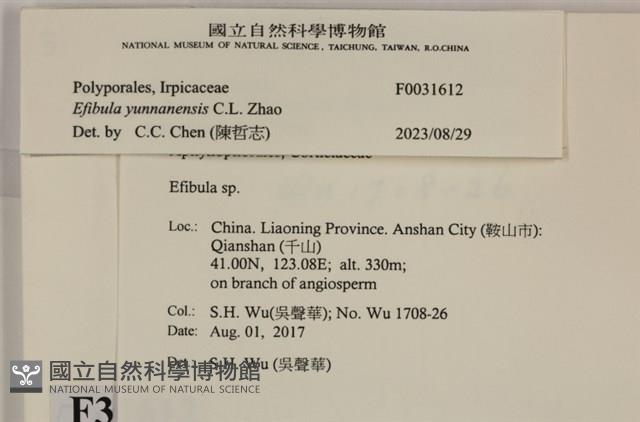 國立自然科學博物館
NATIONAL MUSEUM OF NATURAL SCIENCE, TAICHUNG, TAIWAN, R.O.CHINA
Polyporales, Irpicaceae F0031612
Efibula yunnanensis C.L. Zhao
Det. by C.C. Chen (陳哲志) 2023/08/29
Efibula sp.
Loc.: China. Liaoning Province. Anshan City (鞍山市):
Qianshan (千山)
41.00N, 123.08E; alt. 330m;
on branch of angiosperm
Col.: S.H. Wu(吳聲華); No. Wu 1708-26
Date: Aug. 01, 2017
Det.: S.H. Wu (吳聲華)
國立自然科學博物館
NATIONAL MUSEUM OF NATURAL SCIENCE
F3